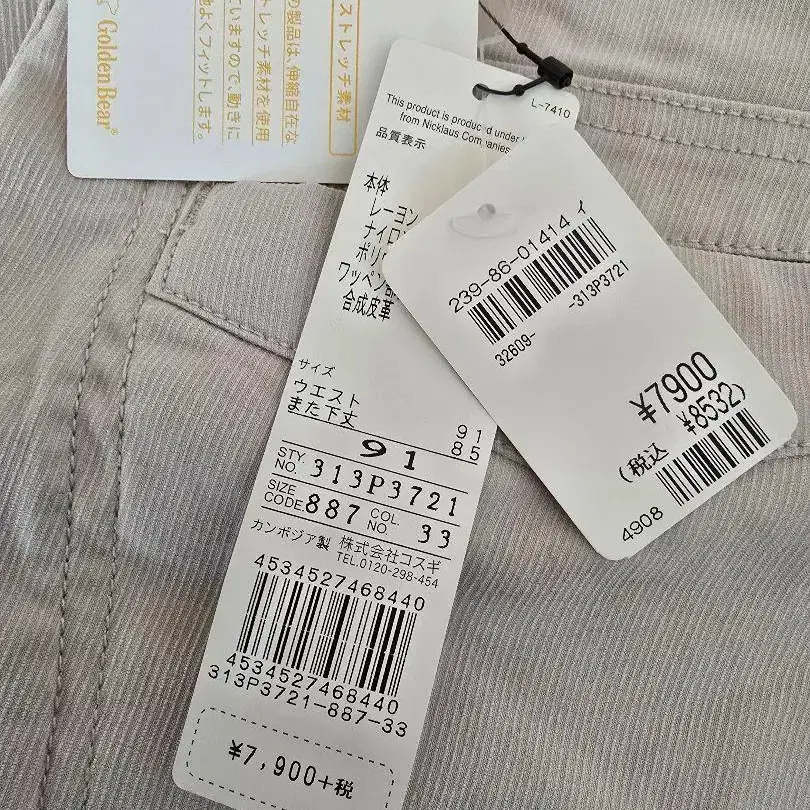 Golden Bear®
ストレッチ素材
の製品は、伸縮自在な
トレッチ素材を使用
ていますので、動きに
よくフィットします。
L-7410
This product is produced under
from Nicklaus Companies
品質表示
本体
レーヨン
ナイロ
ポリ
ワッペン部
合成皮革
サイズ
ウエスト 91
また下丈 85
91
STY. NO. 313P3721
SIZE CODE. 887 COL. NO. 33
カンボジア製 株式会社コスギ
TEL.0120-298-454
4534527468440
4534527468440
313P3721-887-33
¥7,900+税
239-86-01414 イ
32609- -313P3721
¥7900
(税込 ¥8532)
4908